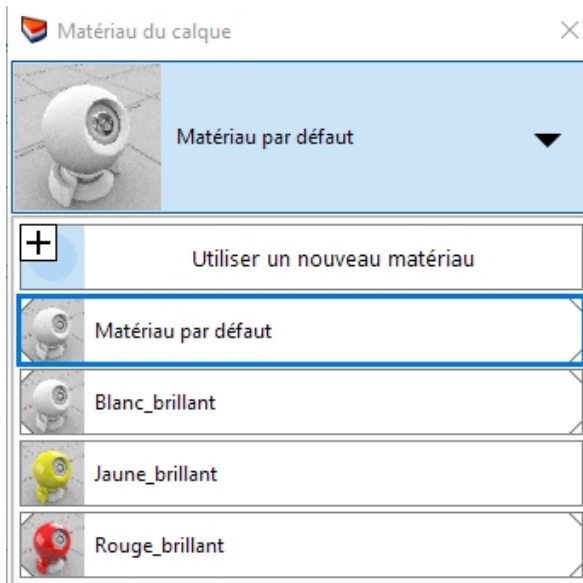 Matériau du calque
Matériau par défaut
Utiliser un nouveau matériau
Matériau par défaut
Blanc_brillant
Jaune_brillant
Rouge_brillant